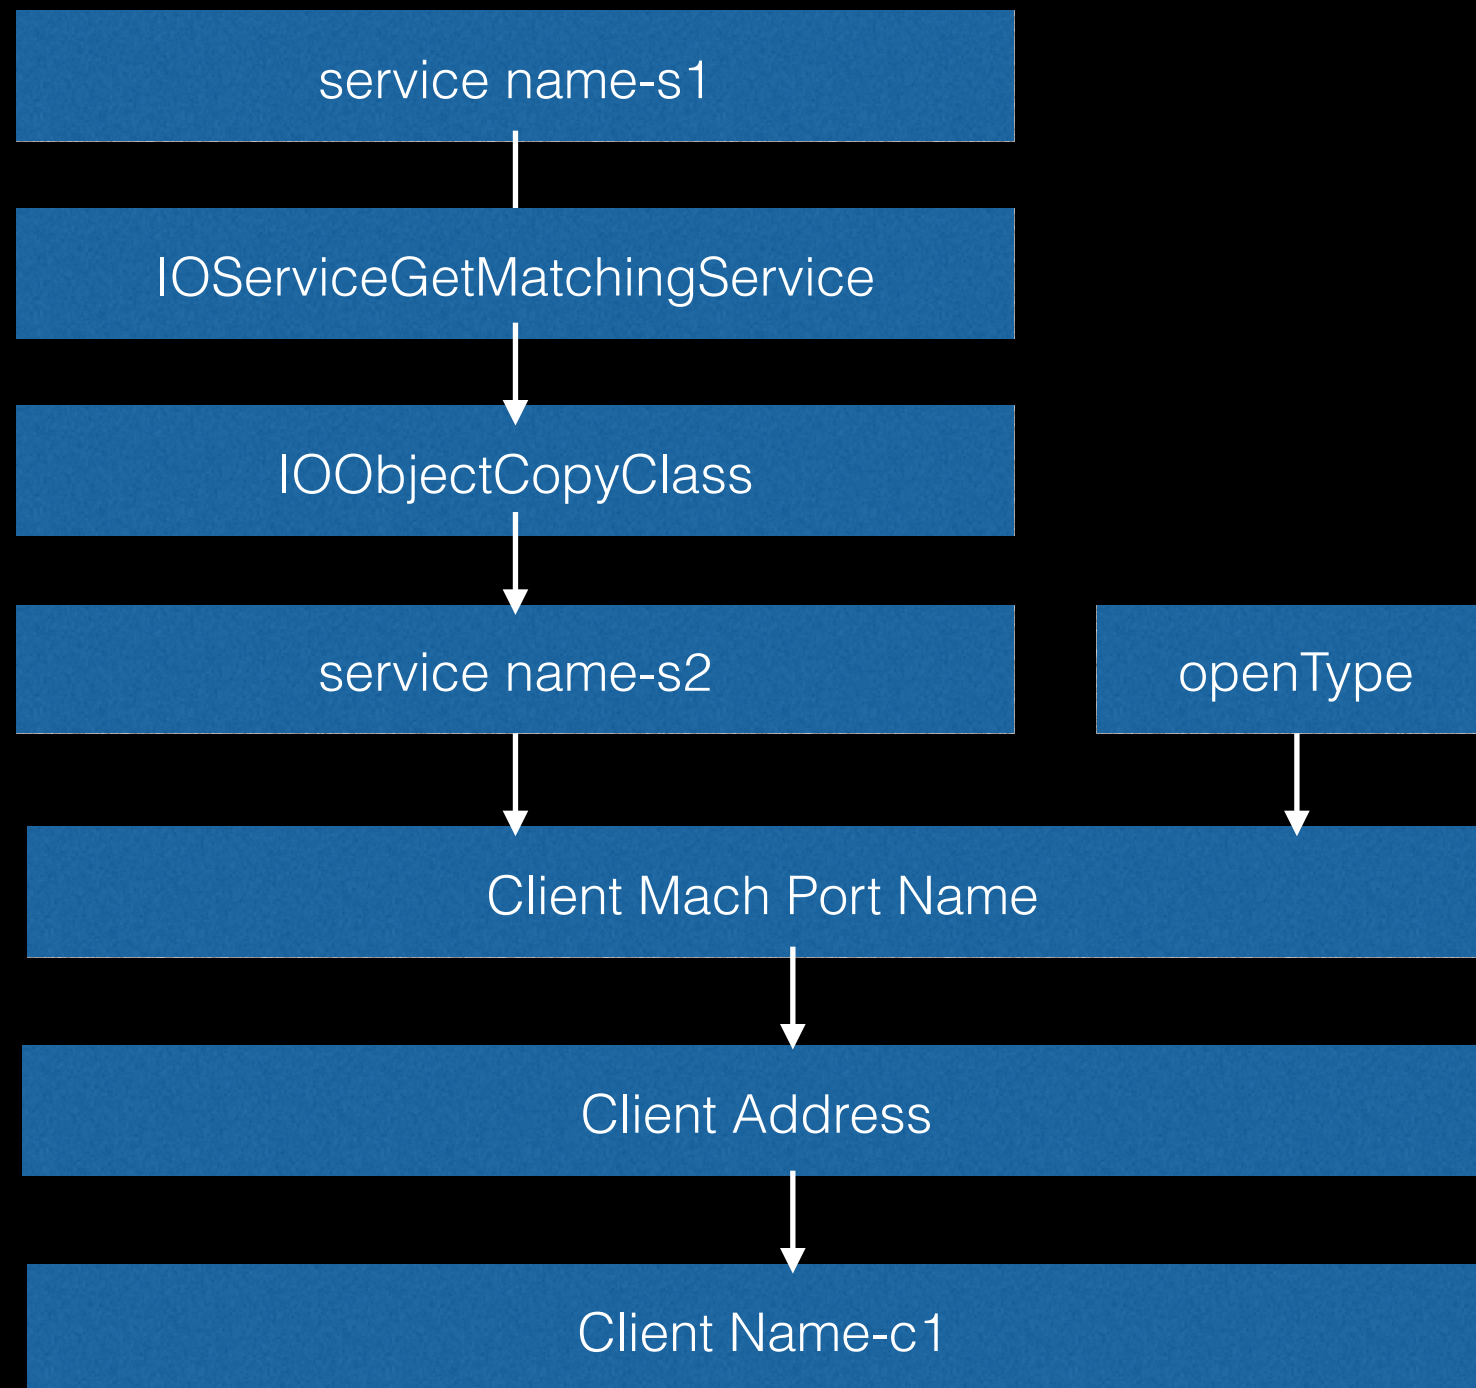 service name-s1
IOServiceGetMatchingService
IOObjectCopyClass
service name-s2
openType
Client Mach Port Name
Client Address
Client Name-c1